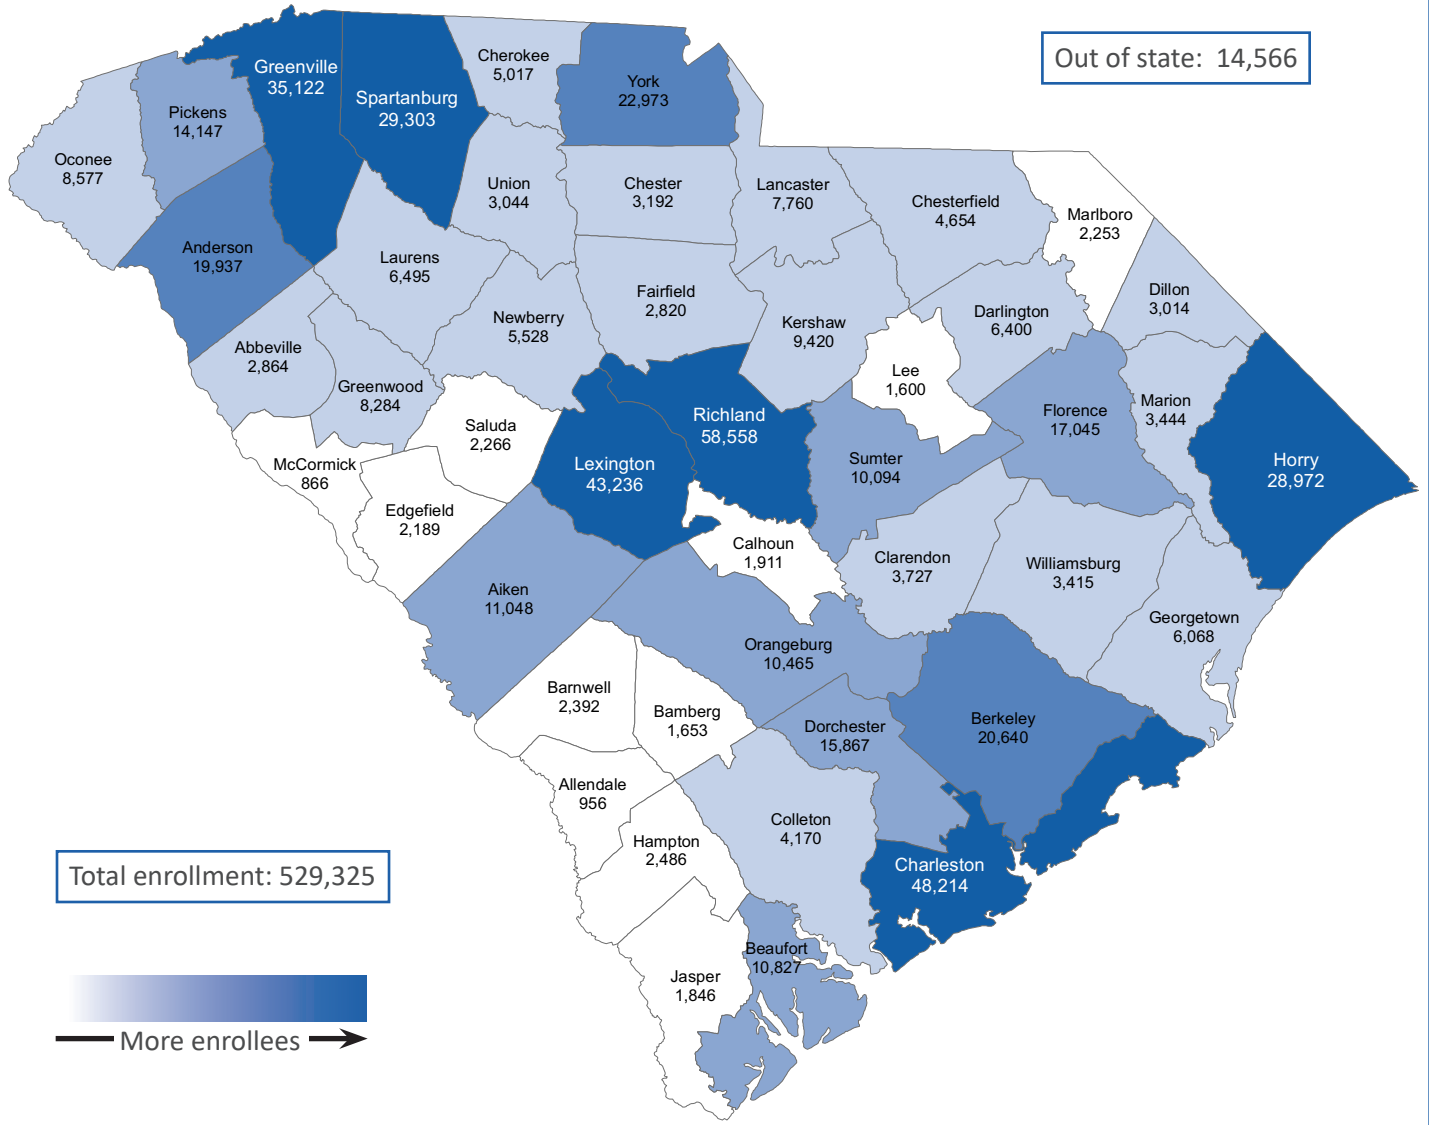 Out of state: 14,566
Cherokee
5,017
York
22,973
Greenville
35,122
Spartanburg
29,303
Pickens
14,147
Oconee
8,577
Union
3,044
Chester
3,192
Lancaster
7,760
Chesterfield
4,654
Marlboro
2,253
Anderson
19,937
Laurens
6,495
Fairfield
2,820
Newberry
5,528
Kershaw
9,420
Darlington
6,400
Dillon
3,014
Abbeville
2,864
Greenwood
8,284
Lee
1,600
Marion
3,444
Florence
17,045
Saluda
2,266
Richland
58,558
McCormick
866
Lexington
43,236
Sumter
10,094
Horry
28,972
Edgefield
2,189
Calhoun
1,911
Clarendon
3,727
Williamsburg
3,415
Aiken
11,048
Georgetown
6,068
Orangeburg
10,465
Barnwell
2,392
Bamberg
1,653
Dorchester
15,867
Berkeley
20,640
Allendale
956
Colleton
4,170
Hampton
2,486
Charleston
48,214
Total enrollment: 529,325
Beaufort
10,827
Jasper
1,846
More enrollees